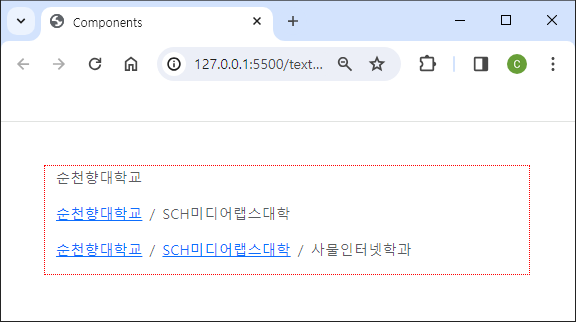 Components
127.0.0.1:5500/text...
C
순천향대학교
순천향대학교 / SCH미디어랩스대학
순천향대학교 / SCH미디어랩스대학 / 사물인터넷학과